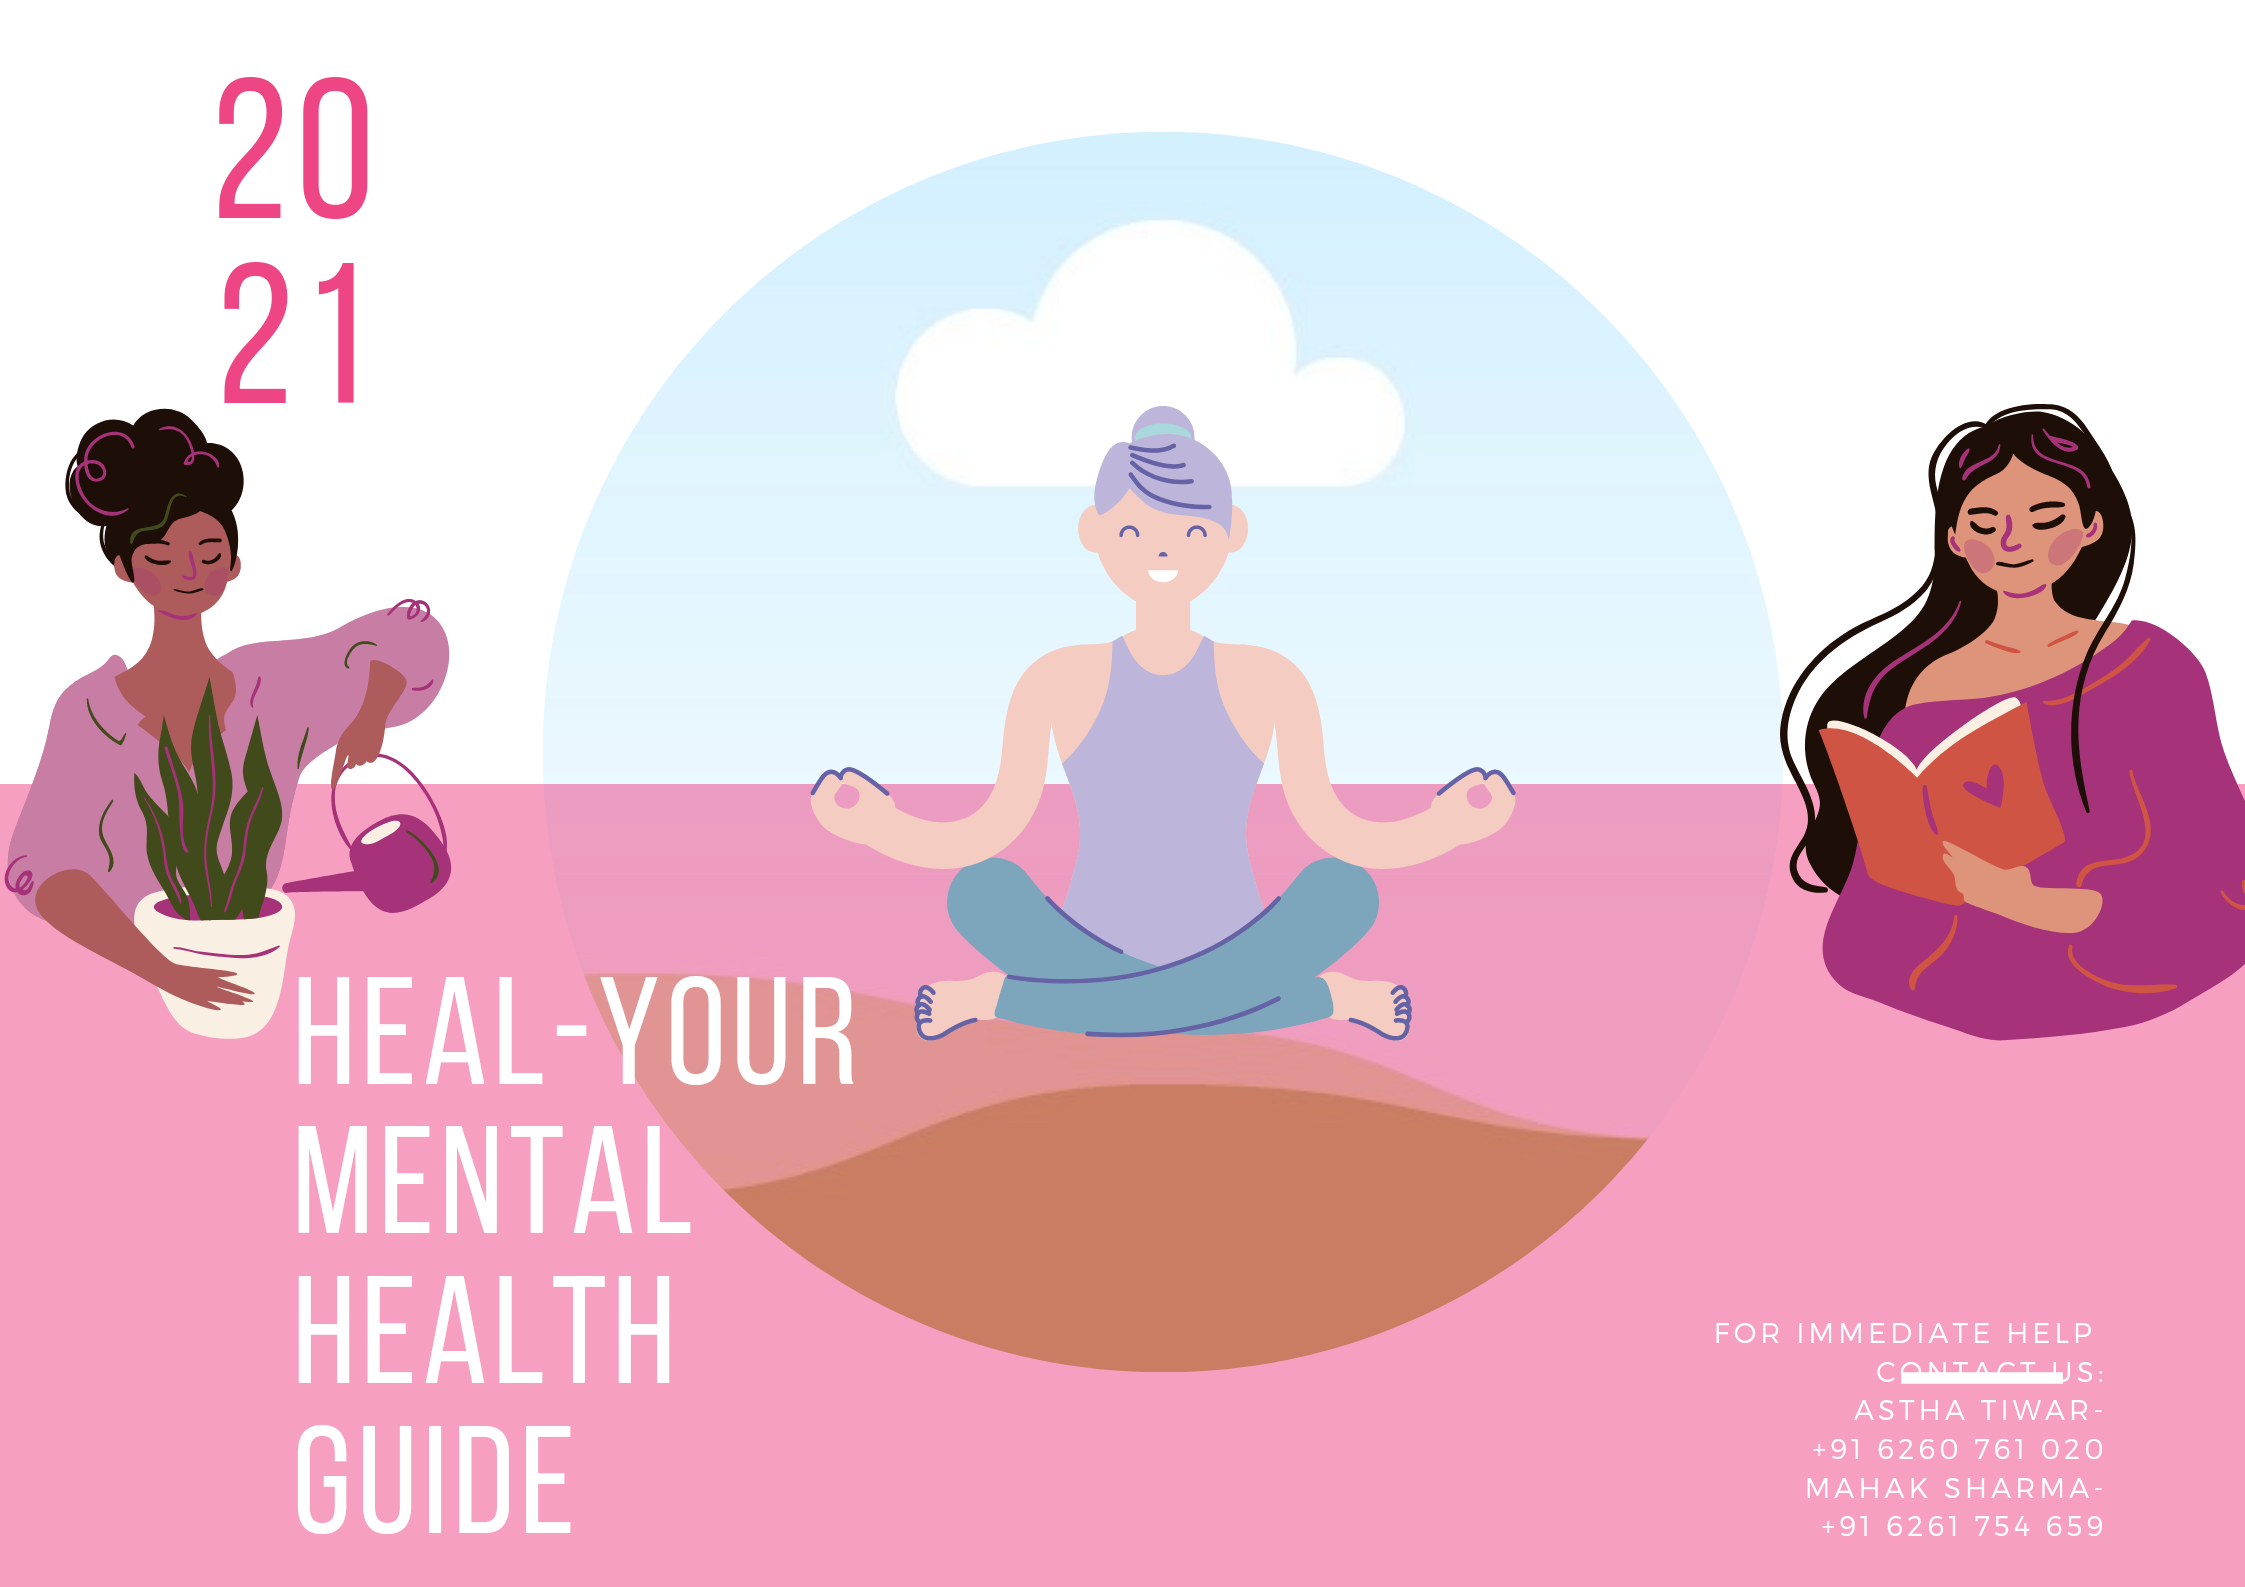 20
21
HEAL-YOUR
MENTAL
HEALTH
GUIDE
FOR IMMEDIATE HELP
CONTACT US:
ASTHA TIWAR-
+91 6260 761 020
MAHAK SHARMA-
+91 6261 754 659